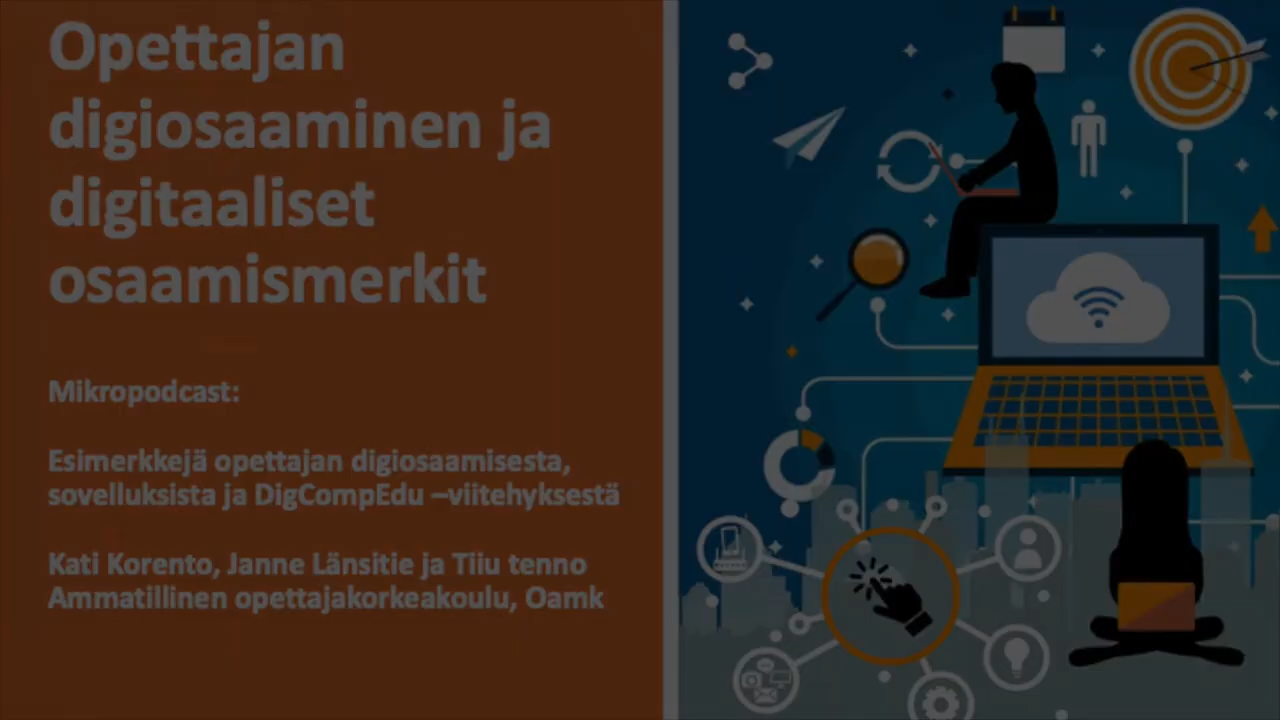 Opettajan
digiosaaminen ja
digitaaliset
osaamismerkit
Mikropodcast:
Esimerkkejä opettajan digiosaamisesta,
sovelluksista ja DigCompEdu –viitehyksestä
Kati Korento, Janne Länsitie ja Tiiu tenno
Ammatillinen opettajakorkeakoulu, Oamk